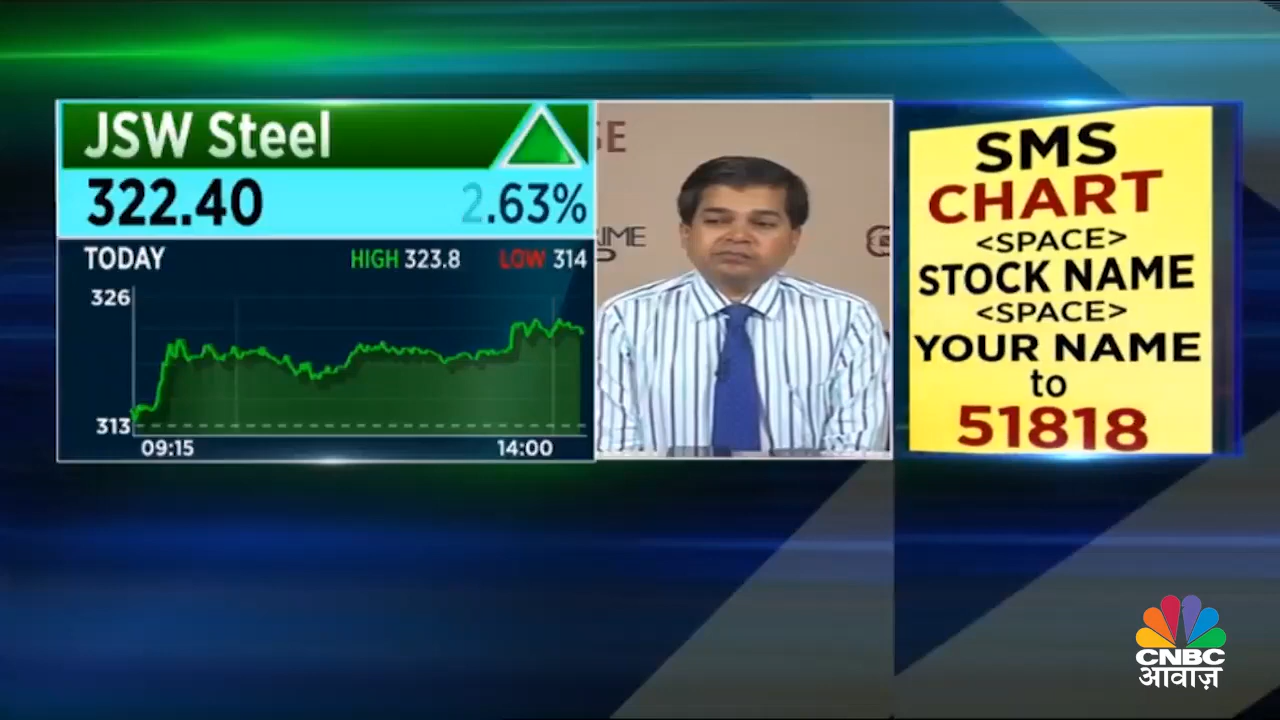 JSW Steel
322.40 2.63%
TODAY HIGH 323.8 LOW 314
326
313
09:15 14:00
SE
SMS
CHART
<SPACE>
STOCK NAME
<SPACE>
YOUR NAME
to
51818
CNBC
आवाज़